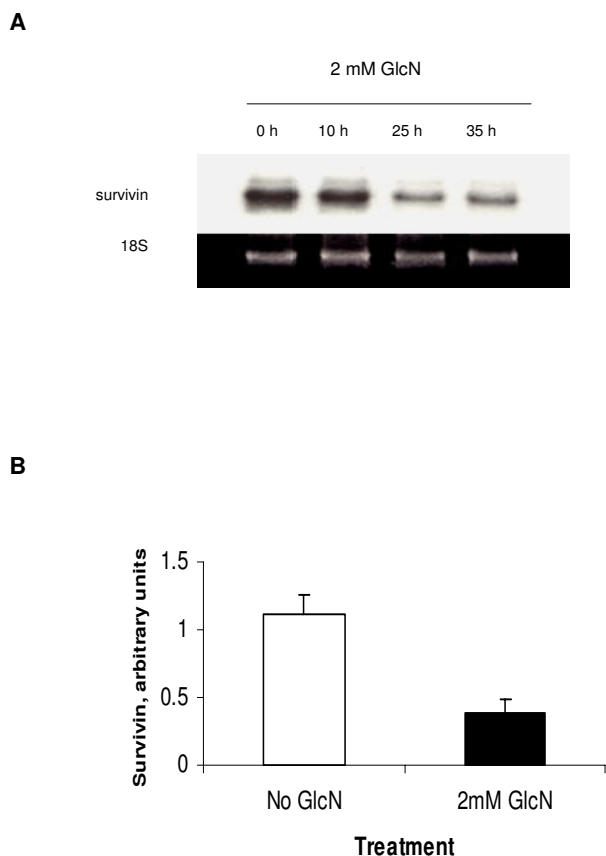 A
2 mM GlcN
0 h 10 h 25 h 35 h
survivin
18S
B
Survivin, arbitrary units
1.5
1
0.5
0
No GlcN 2mM GlcN
Treatment